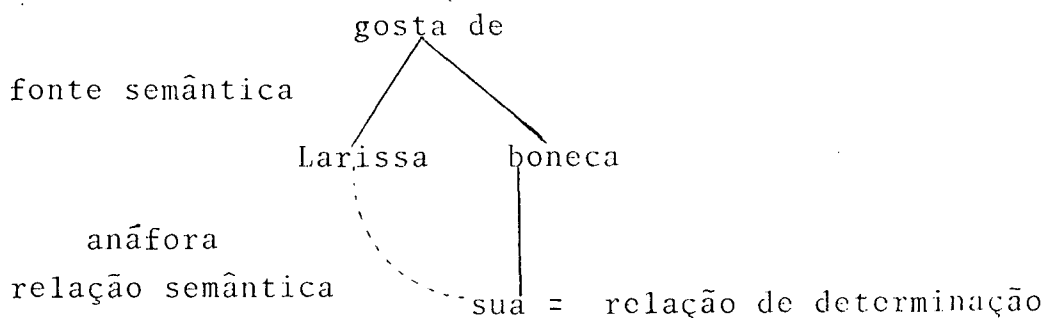 gosta de
fonte semântica
Larissa boneca
anáfora
relação semântica
sua = relação de determinação